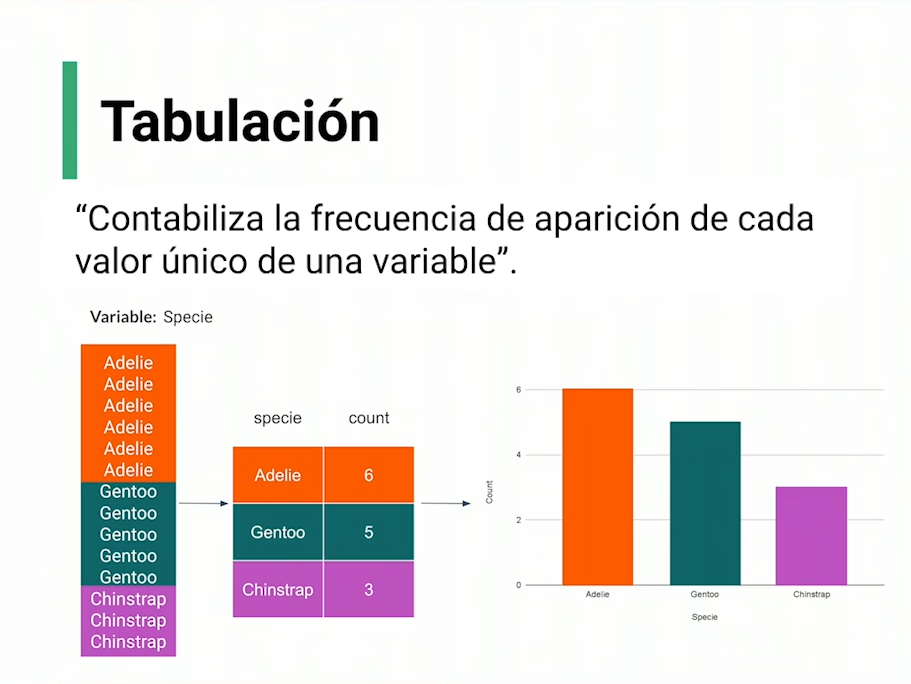 Tabulación
“Contabiliza la frecuencia de aparición de cada
valor único de una variable”.
Variable: Specie
Adelie
Adelie
Adelie
Adelie
Adelie
Adelie
Gentoo
Gentoo
Gentoo
Gentoo
Gentoo
Chinstrap
Chinstrap
Chinstrap
specie count
Adelie 6
Gentoo 5
Chinstrap 3
Count
6
4
2
0
Adelie Gentoo Chinstrap
Specie